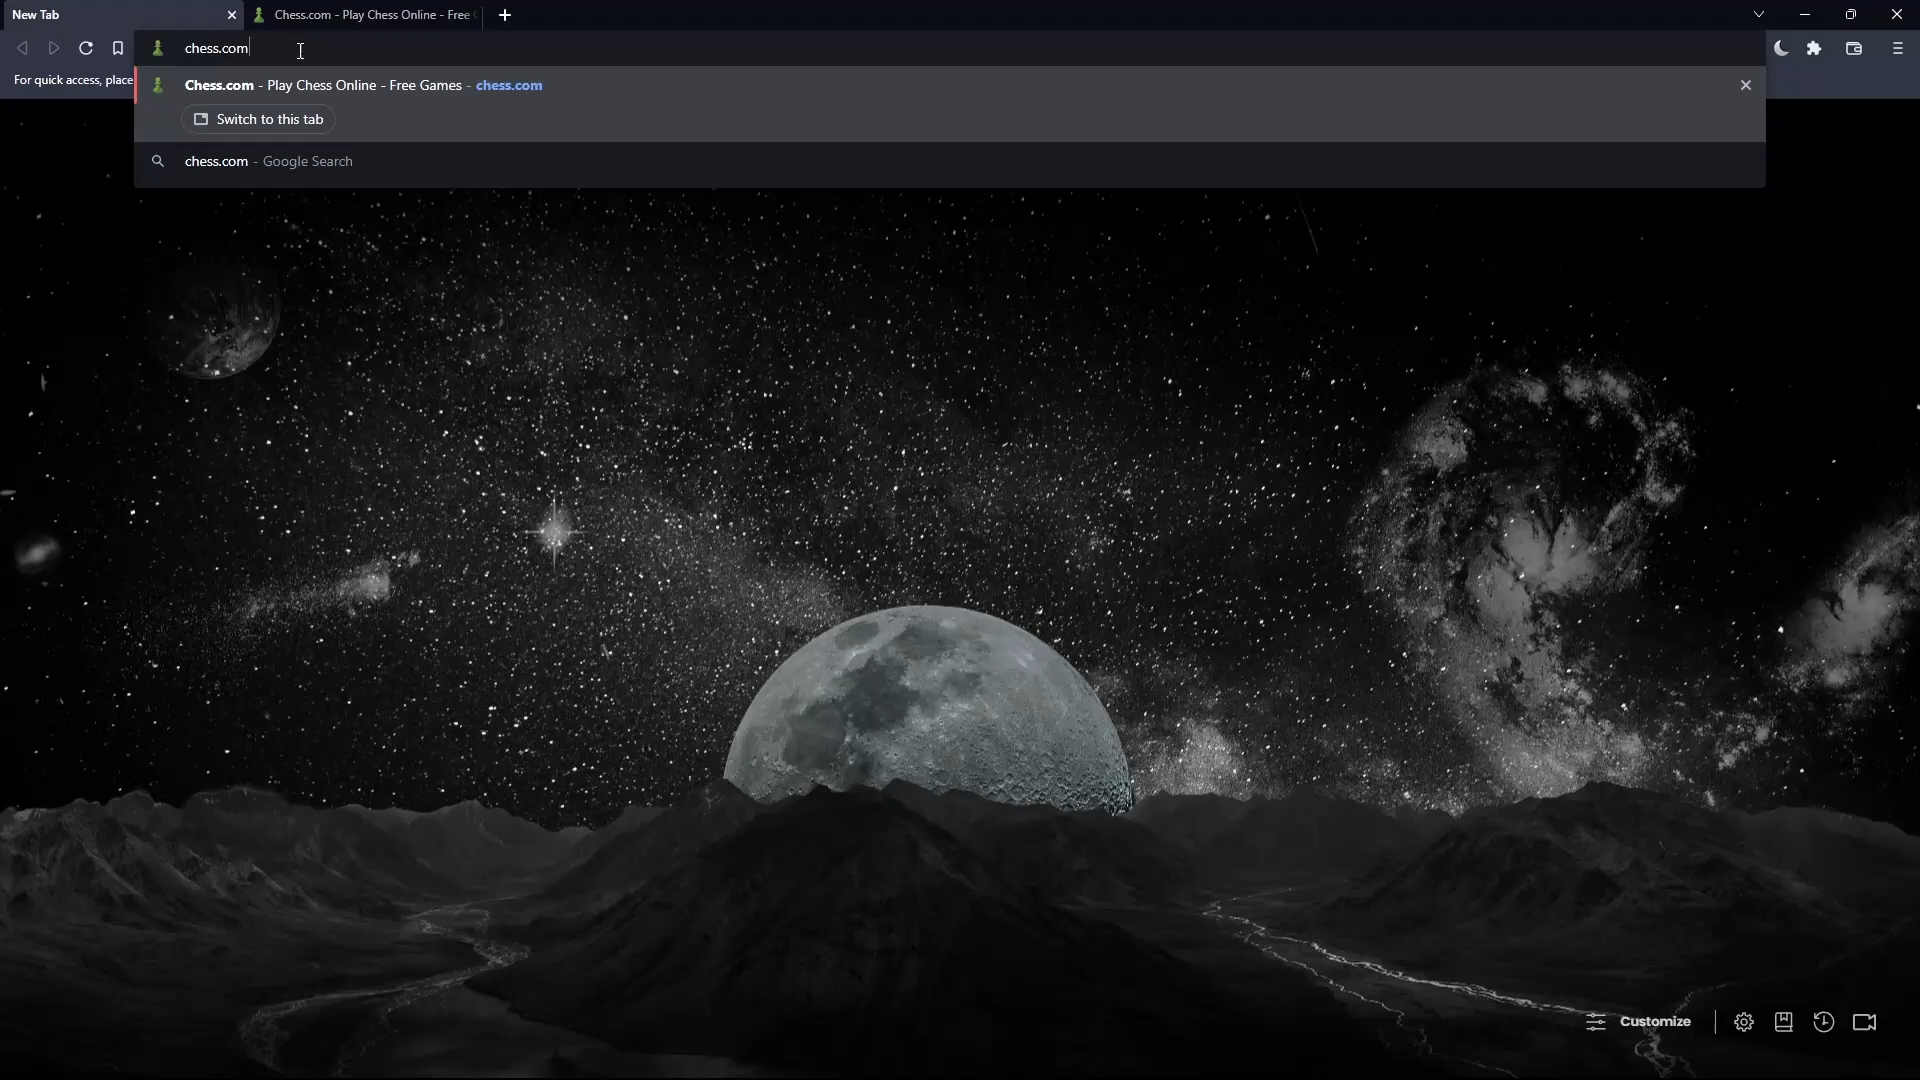 New Tab
Chess.com - Play Chess Online - Free
chess.com
For quick access, place
Chess.com - Play Chess Online - Free Games - chess.com
Switch to this tab
chess.com - Google Search
Customize